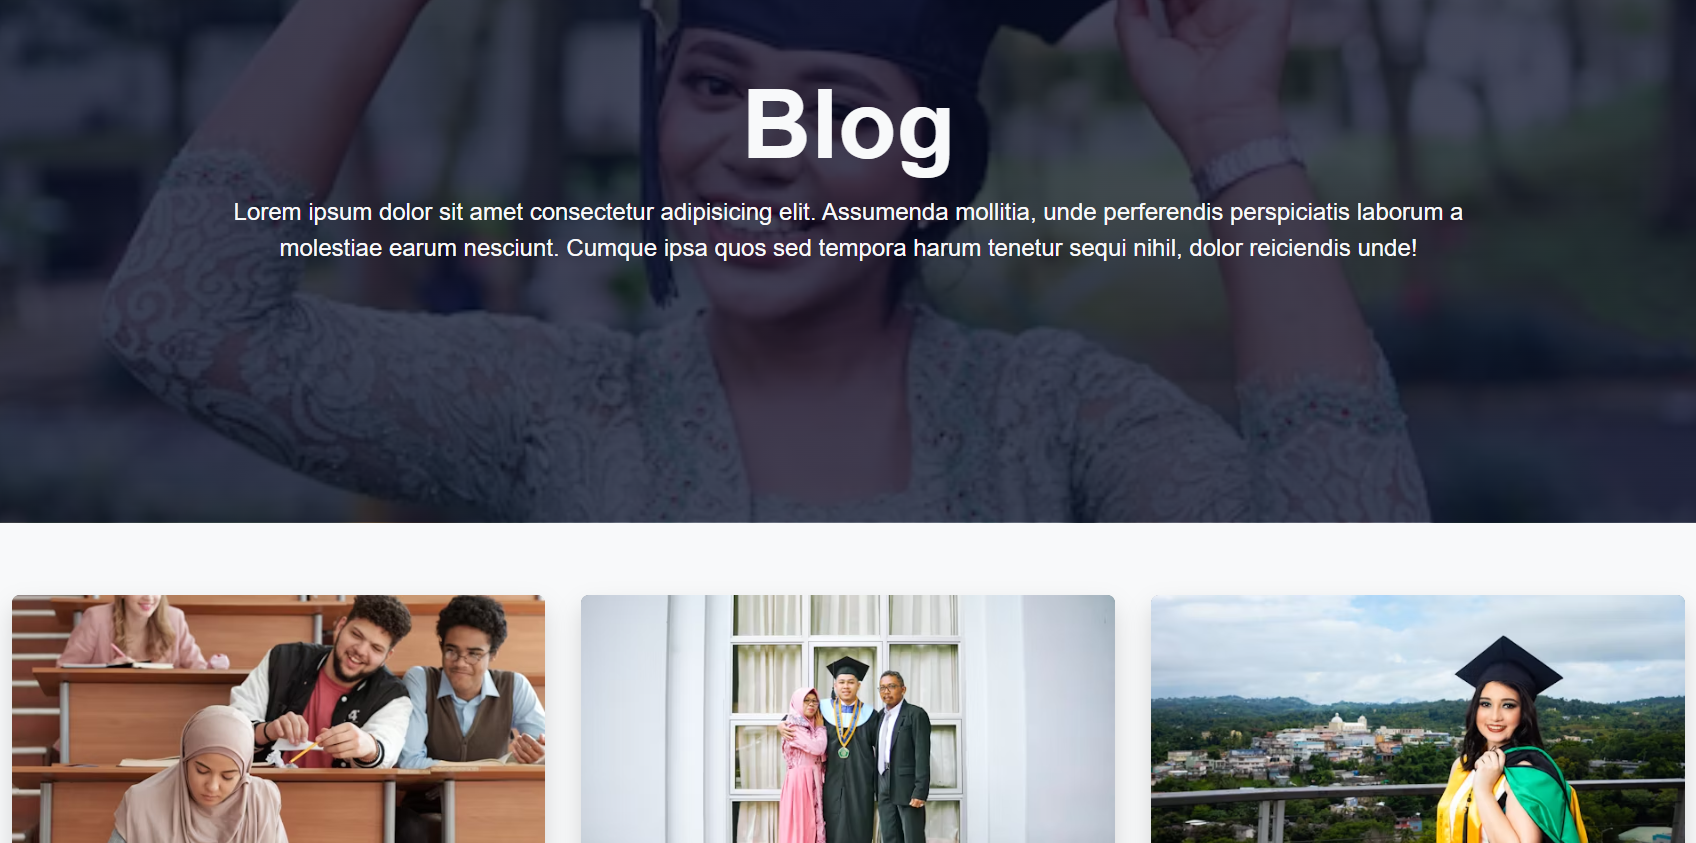 Blog
Lorem ipsum dolor sit amet consectetur adipisicing elit. Assumenda mollitia, unde perferendis perspiciatis laborum a
molestiae earum nesciunt. Cumque ipsa quos sed tempora harum tenetur sequi nihil, dolor reiciendis unde!